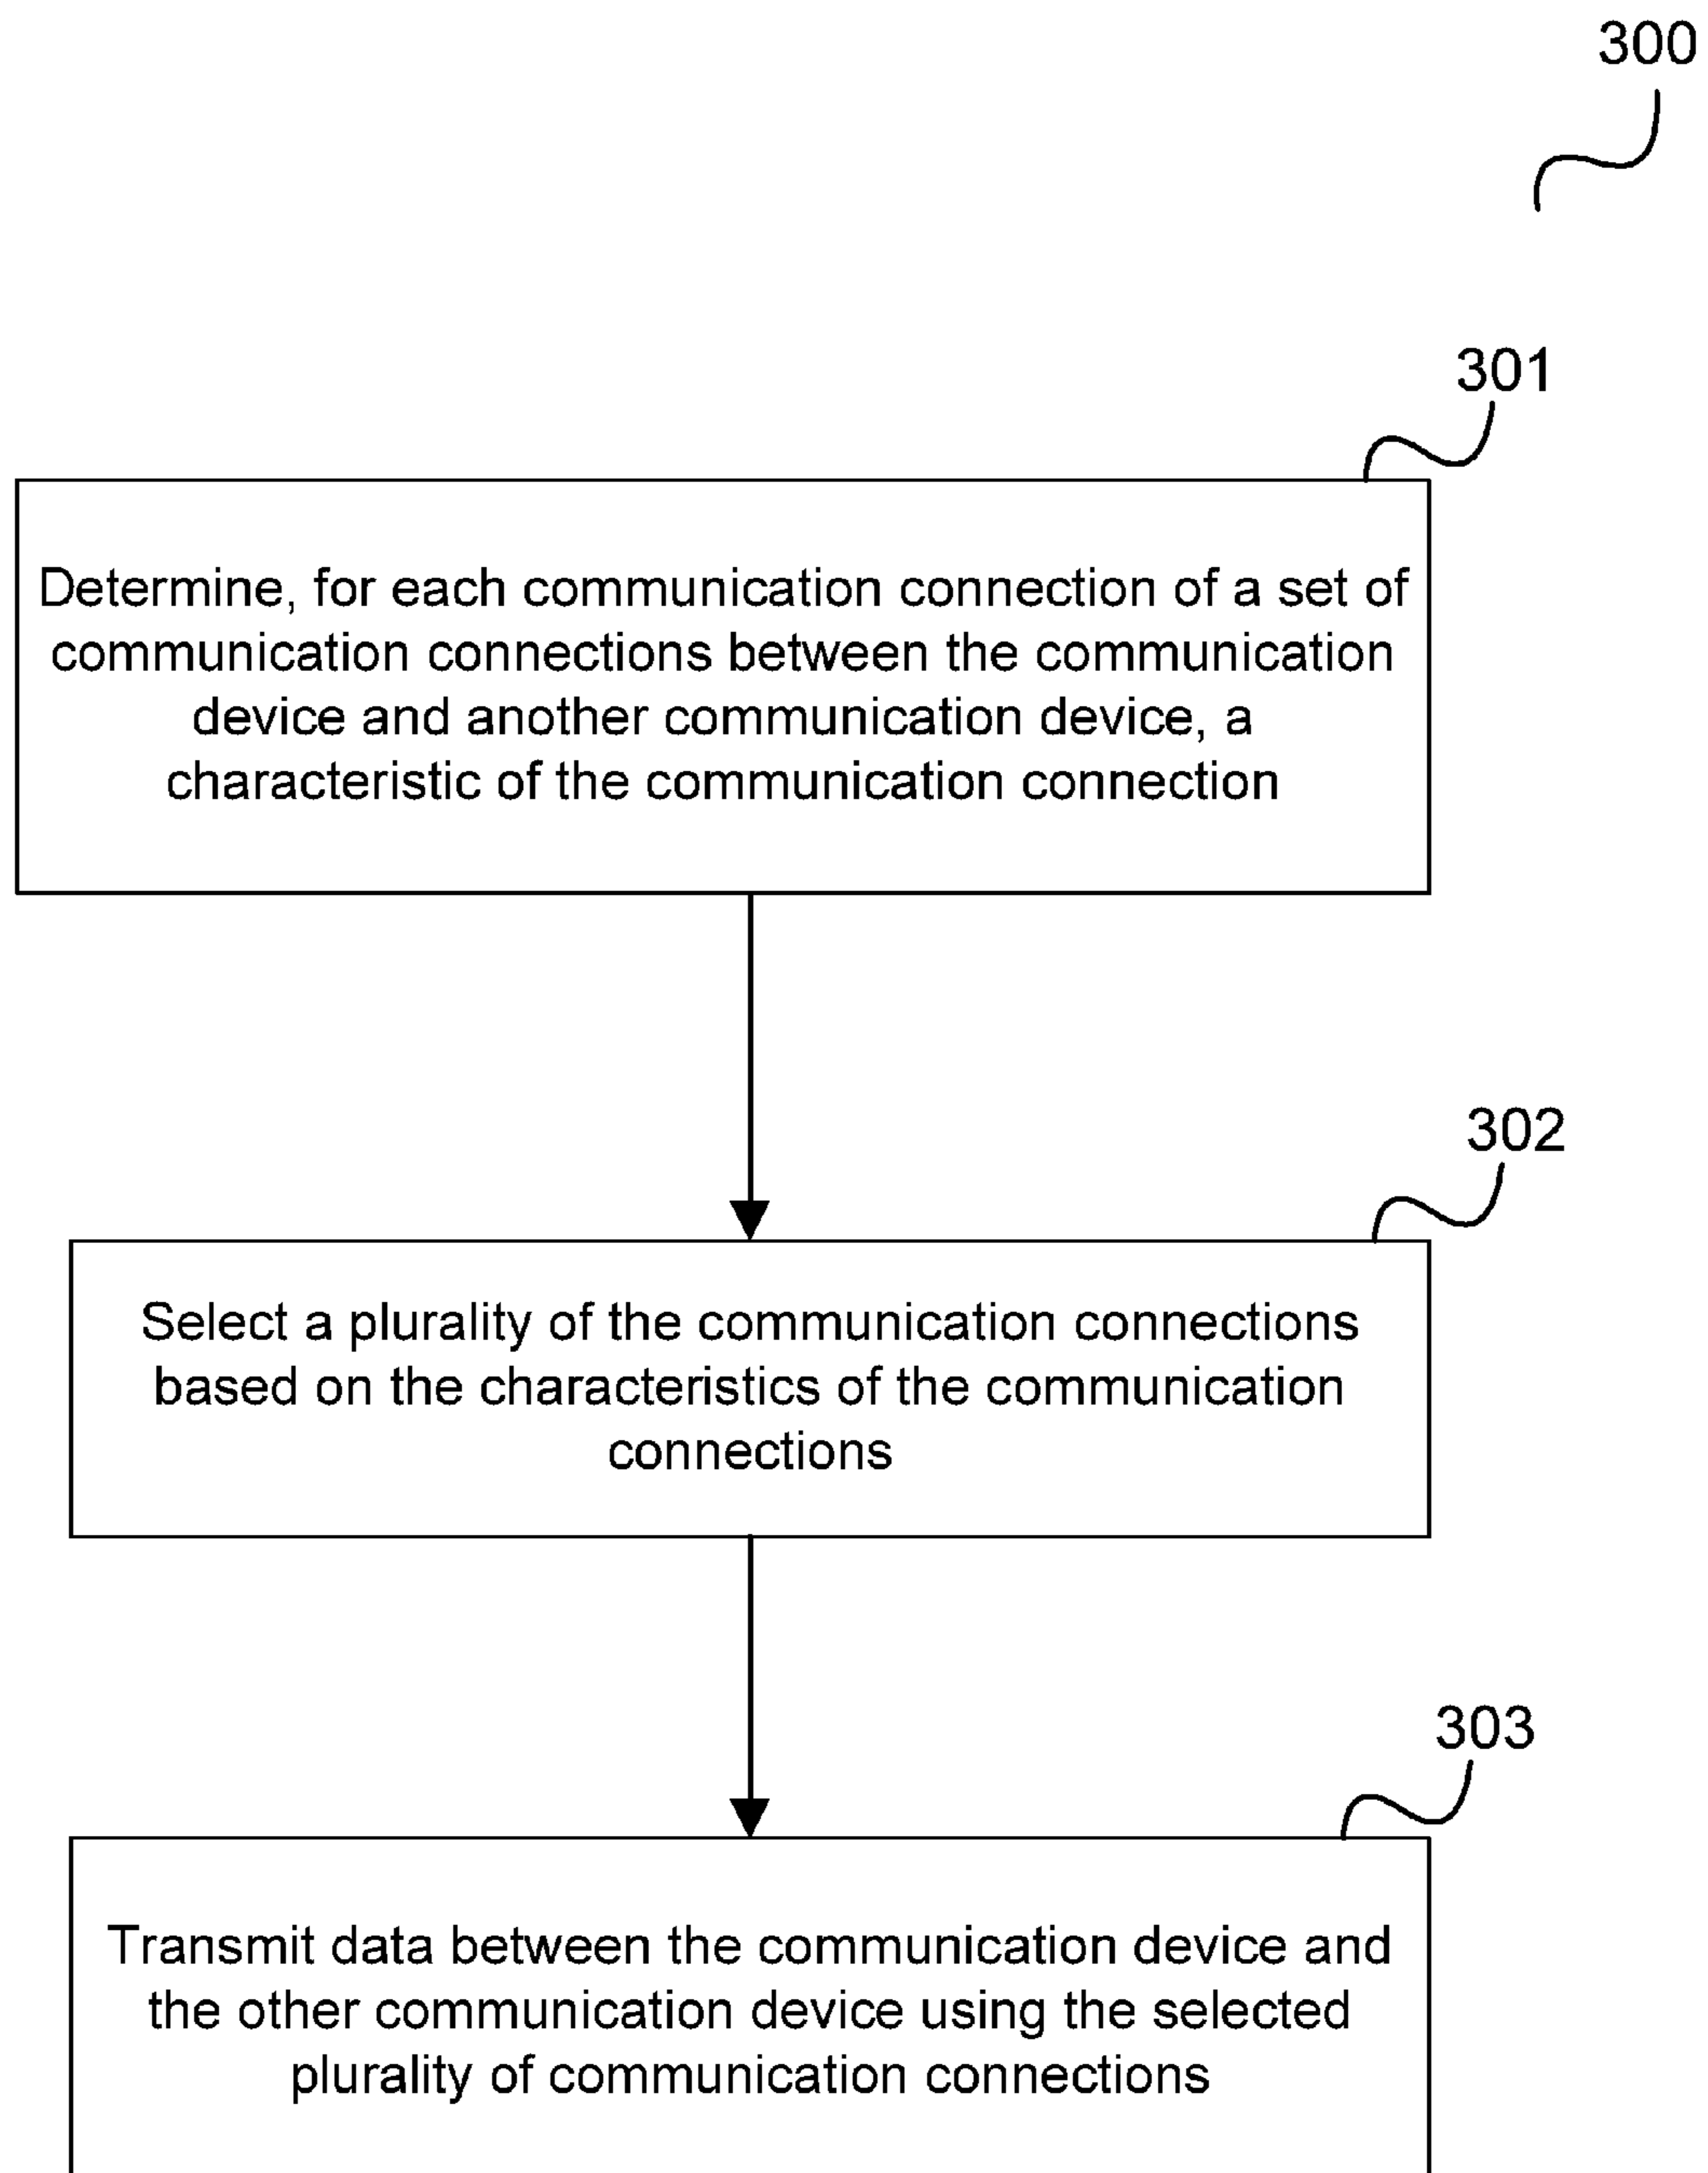 300
301
Determine, for each communication connection of a set of
communication connections between the communication
device and another communication device, a
characteristic of the communication connection
302
Select a plurality of the communication connections
based on the characteristics of the communication
connections
303
Transmit data between the communication device and
the other communication device using the selected
plurality of communication connections